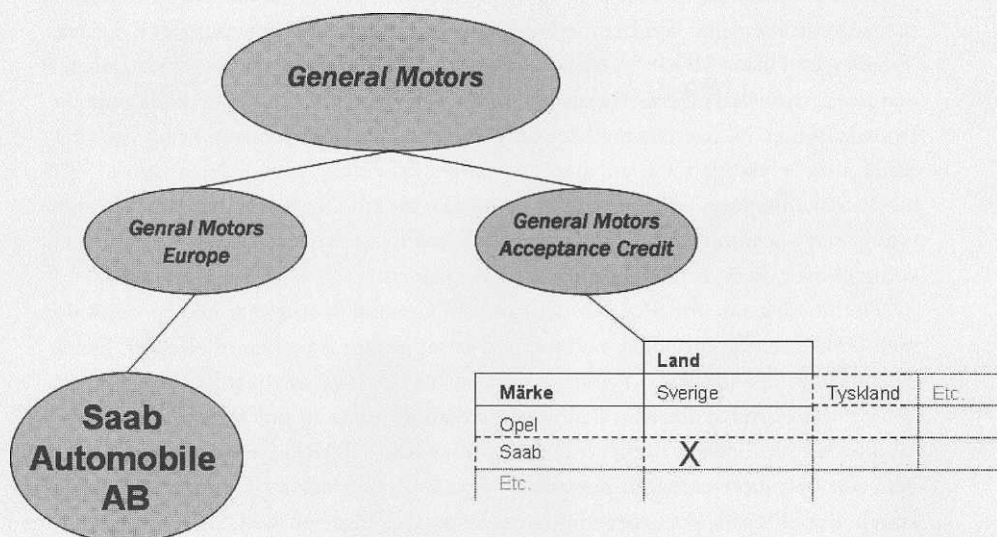 General Motors
Genral Motors
Europe
General Motors
Acceptance Credit
Saab
Automobile
AB
Land
Märke Sverige Tyskland Etc.
Opel
Saab X
Etc.